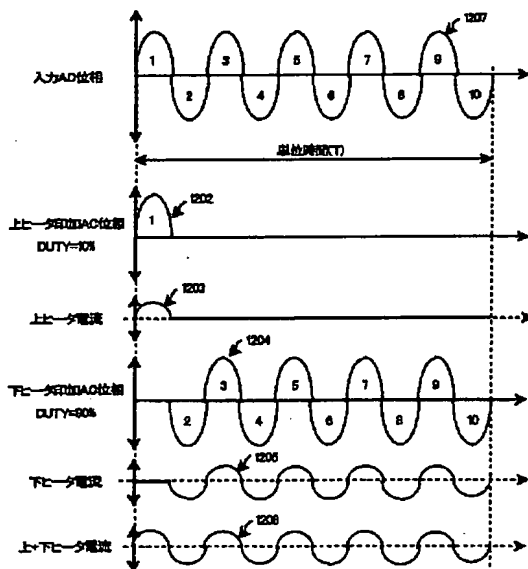 1207
1 3 5 7 9
入力AC位相
2 4 6 8 10
単位時間(T)
1202
上ヒータ印加AC位相
1
DUTY=10%
1203
上ヒータ電流
1204
3 5 7 9
下ヒータ印加AC位相
DUTY=90%
2 4 6 8 10
1205
下ヒータ電流
1206
上+下ヒータ電流